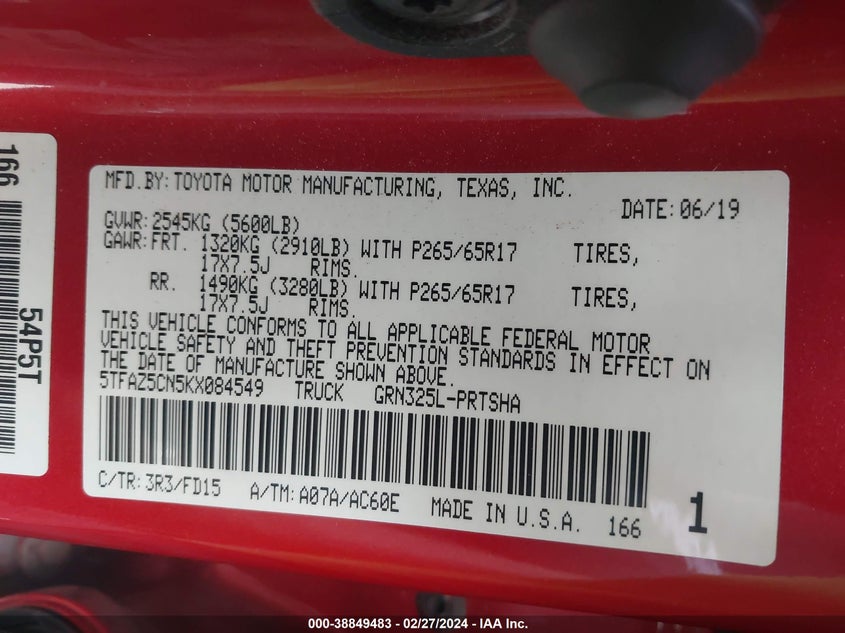 166
54P5T
MFD.BY:TOYOTA MOTOR MANUFACTURING, TEXAS, INC.
DATE:06/19
GVWR:2545KG (5600LB)
GAWR:FRT. 1320KG (2910LB) WITH P265/65R17 TIRES,
17X7.5J RIMS.
RR. 1490KG (3280LB) WITH P265/65R17 TIRES,
17X7.5J RIMS.
THIS VEHICLE CONFORMS TO ALL APPLICABLE FEDERAL MOTOR
VEHICLE SAFETY AND THEFT PREVENTION STANDARDS IN EFFECT ON
THE DATE OF MANUFACTURE SHOWN ABOVE.
5TFAZ5CN5KX084549 TRUCK GRN325L-PRTSHA
C/TR:3R3/FD15 A/TM:A07A/AC60E MADE IN U.S.A. 166 1
000-38849483 - 02/27/2024 - IAA Inc.